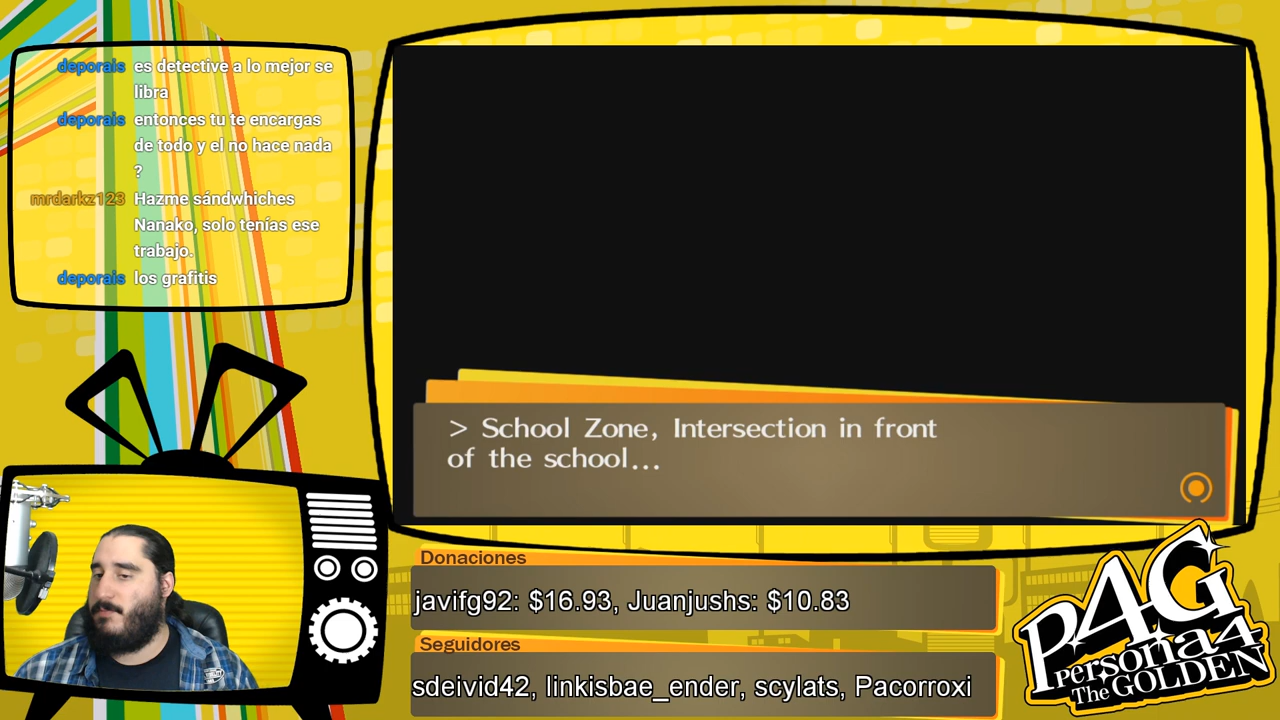 deporais es detective a lo mejor se
libra
deporais entonces tu te encargas
de todo y el no hace nada
?
mrdarkz123 Hazme sándwhiches
Nanako, solo tenías ese
trabajo.
deporais los grafitis
> School Zone, Intersection in front
of the school...
Donaciones
javifg92: $16.93, Juanjushs: $10.83
Seguidores
sdeivid42, linkisbae_ender, scylats, Pacorroxi
P4G
Persona 4
The GOLDEN